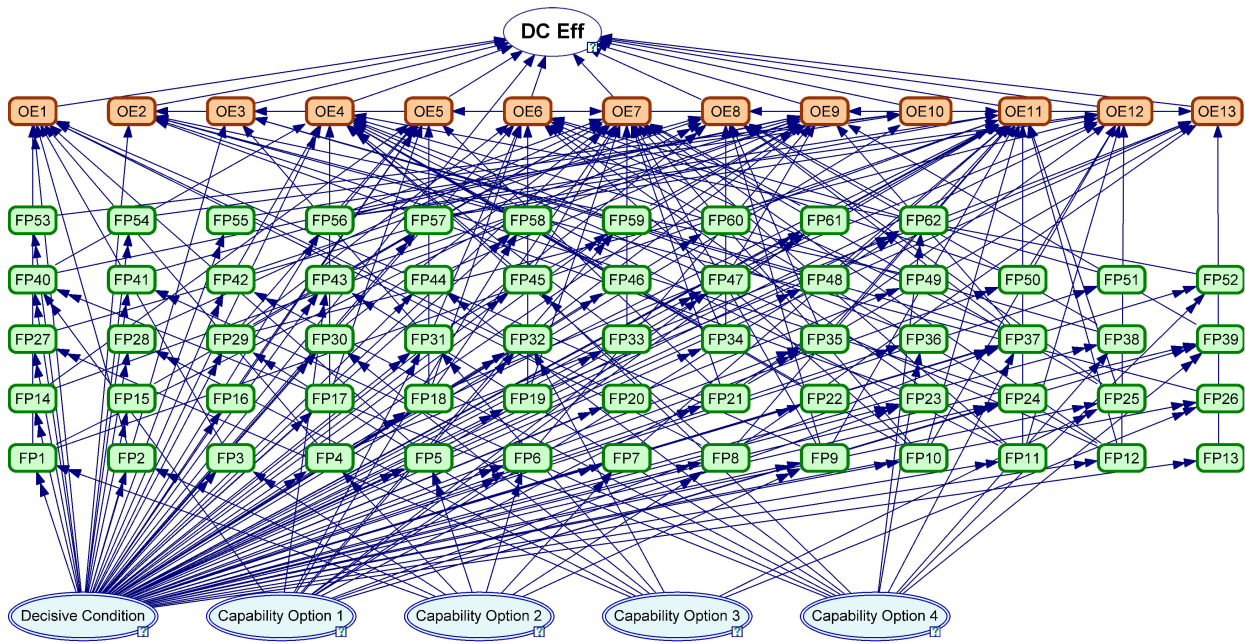 DC Eff
?
OE1 OE2 OE3 OE4 OE5 OE6 OE7 OE8 OE9 OE10 OE11 OE12 OE13
FP53 FP54 FP55 FP56 FP57 FP58 FP59 FP60 FP61 FP62
FP40 FP41 FP42 FP43 FP44 FP45 FP46 FP47 FP48 FP49 FP50 FP51 FP52
FP27 FP28 FP29 FP30 FP31 FP32 FP33 FP34 FP35 FP36 FP37 FP38 FP39
FP14 FP15 FP16 FP17 FP18 FP19 FP20 FP21 FP22 FP23 FP24 FP25 FP26
FP1 FP2 FP3 FP4 FP5 FP6 FP7 FP8 FP9 FP10 FP11 FP12 FP13
Decisive Condition Capability Option 1 Capability Option 2 Capability Option 3 Capability Option 4
? ? ? ? ?